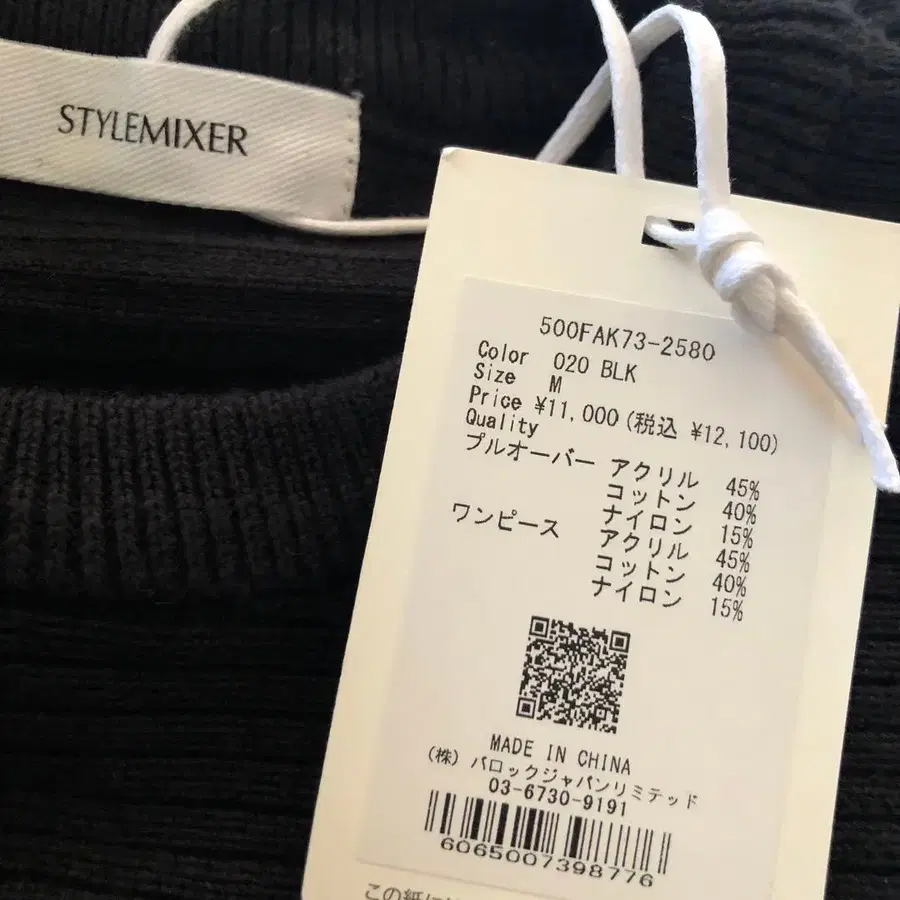 STYLEMIXER
500FAK73-2580
Color 020 BLK
Size M
Price ¥11,000 (税込 ¥12,100)
Quality
プルオーバー アクリル 45%
コットン 40%
ナイロン 15%
ワンピース アクリル 45%
コットン 40%
ナイロン 15%
MADE IN CHINA
(株) バロックジャパンリミテッド
03-6730-9191
6065007398776
この紙に